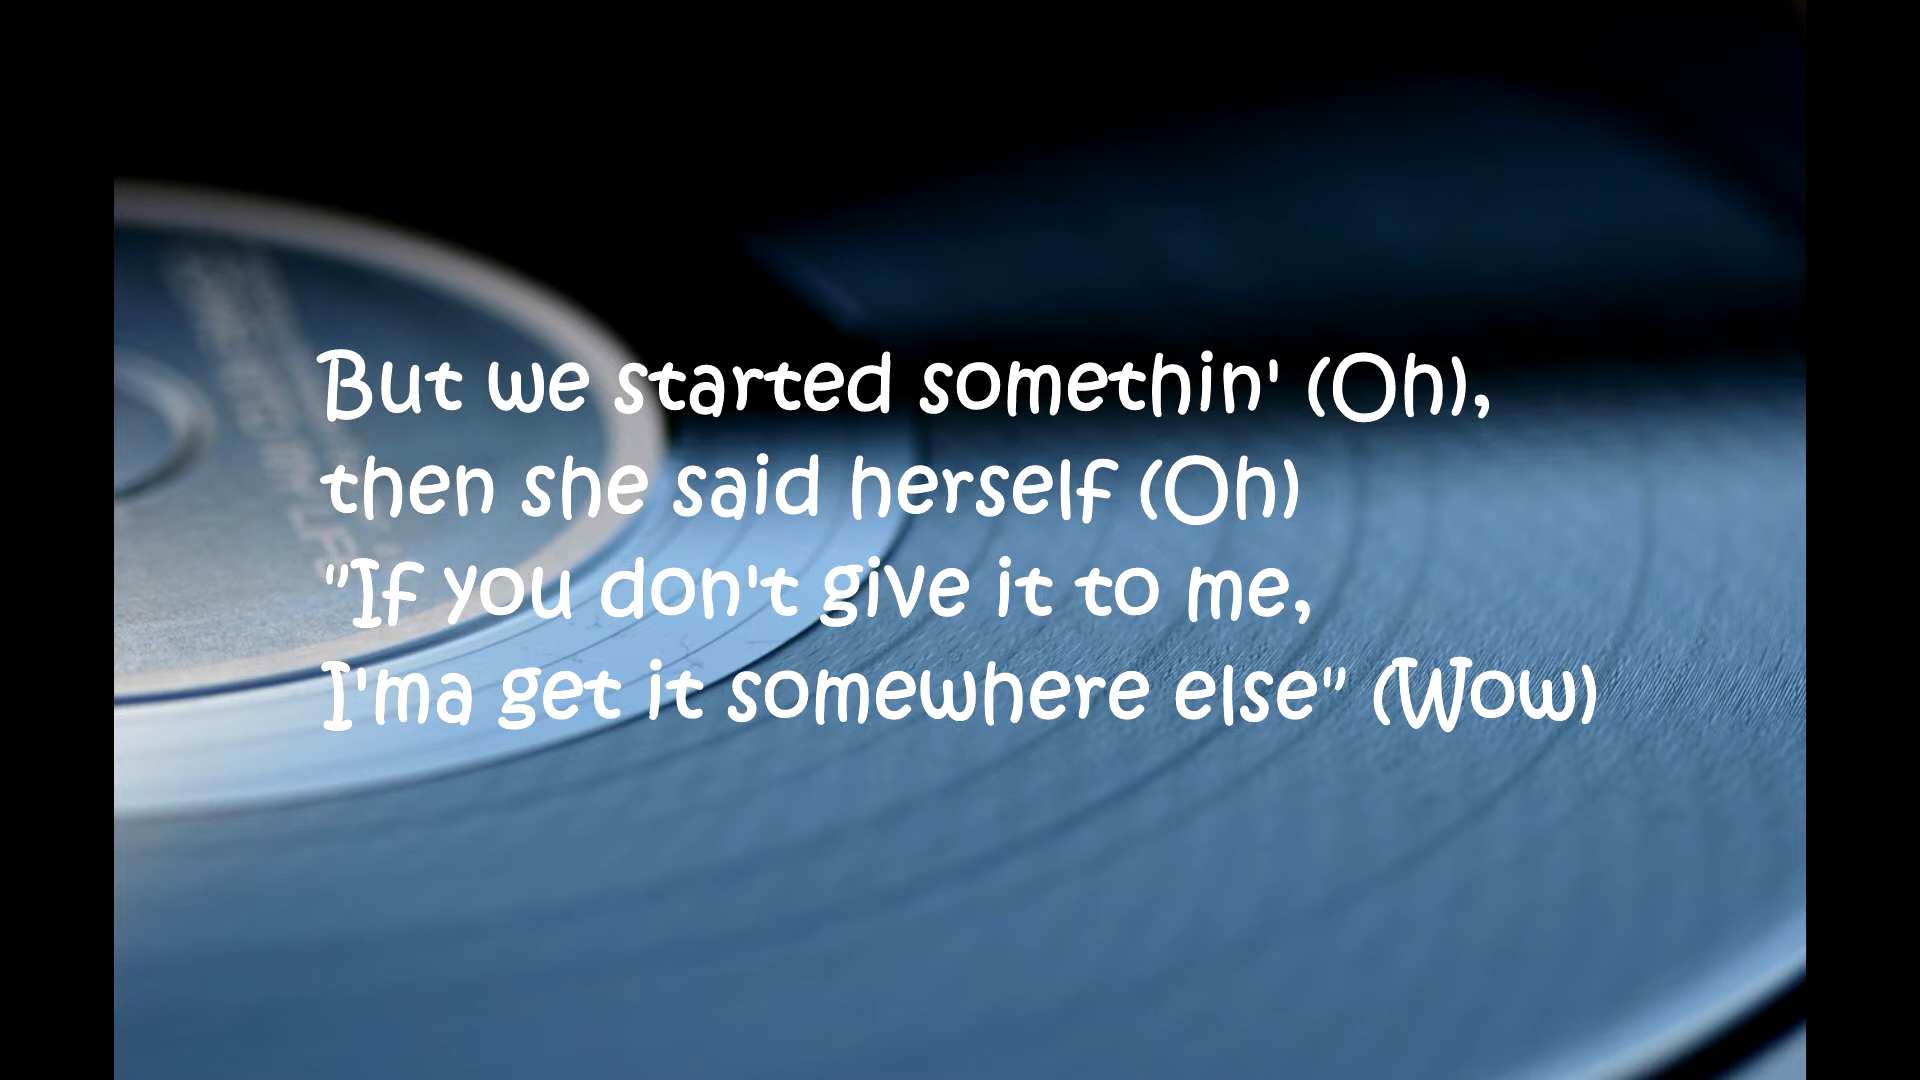 But we started somethin' (Oh),
then she said herself (Oh)
"If you don't give it to me,
I'ma get it somewhere else" (Wow)